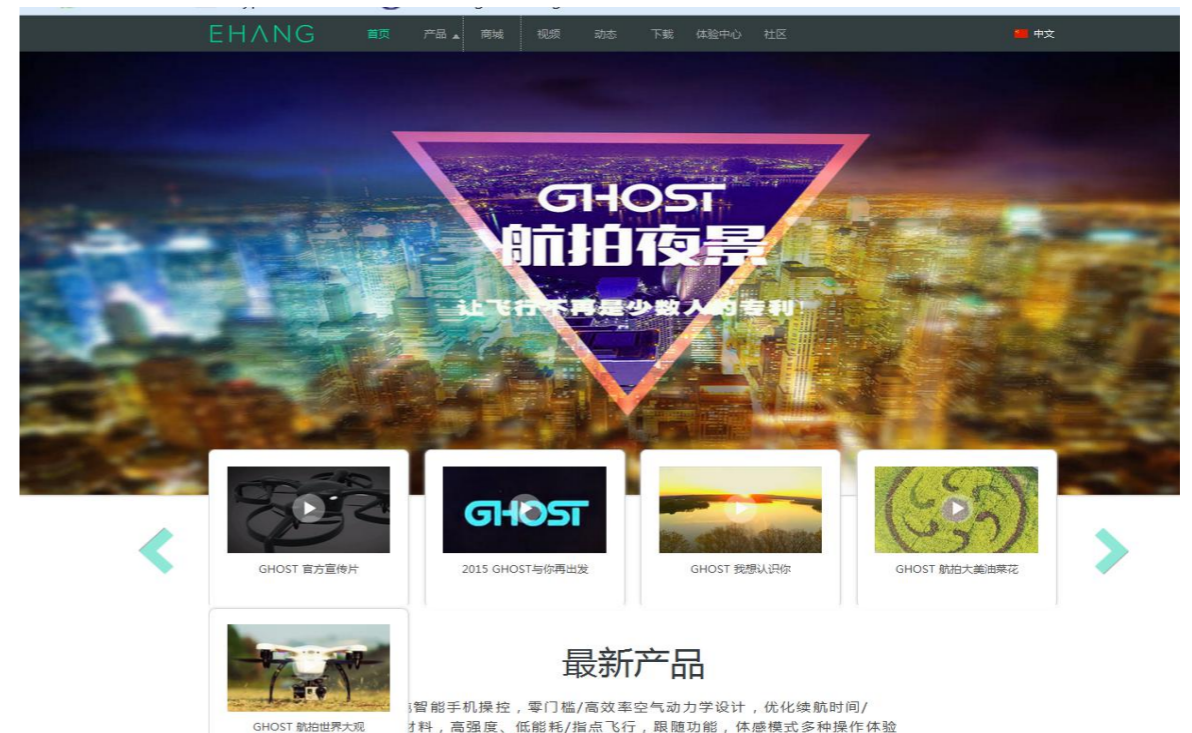 EHANG
首页 产品 商城 视频 动态 下载 体验中心 社区 中文
GHOST
航拍夜景
让飞行不再是少数人的专利!
GHOST
GHOST 官方宣传片 2015 GHOST与你再出发 GHOST 我想认识你 GHOST 航拍大美油菜花
GHOST 航拍世界大观
最新产品
智能手机操控，零门槛/高效率空气动力学设计，优化续航时间/
材料，高强度、低能耗/指点飞行，跟随功能，体感模式多种操作体验